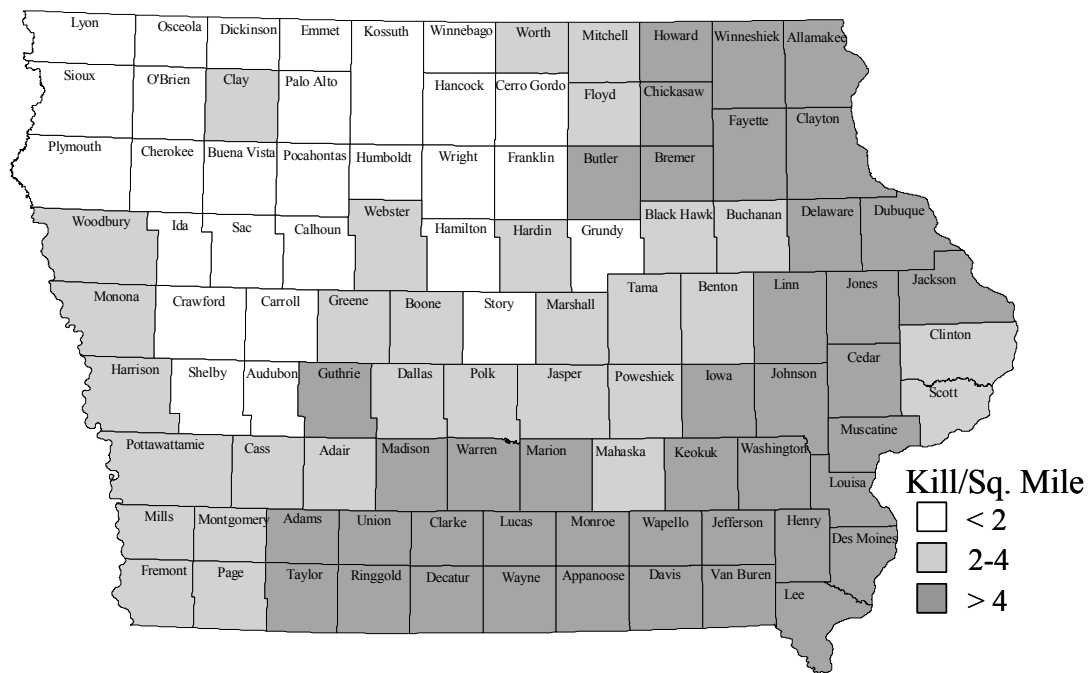 Lyon Osceola Dickinson Emmet Kossuth Winnebago Worth Mitchell Howard Winneshiek Allamakee
Sioux O'Brien Clay Palo Alto Hancock Cerro Gordo Floyd Chickasaw
Fayette Clayton
Plymouth Cherokee Buena Vista Pocahontas Humboldt Wright Franklin Butler Bremer
Woodbury Ida Sac Calhoun Webster Hamilton Hardin Grundy Black Hawk Buchanan Delaware Dubuque
Monona Crawford Carroll Greene Boone Story Marshall Tama Benton Linn Jones Jackson
Clinton
Harrison Shelby Audubon Guthrie Dallas Polk Jasper Poweshiek Iowa Johnson Cedar
Scott
Muscatine
Pottawattamie Cass Adair Madison Warren Marion Mahaska Keokuk Washington
Louisa
Kill/Sq. Mile
< 2
2-4
> 4
Mills Montgomery Adams Union Clarke Lucas Monroe Wapello Jefferson Henry
Des Moines
Fremont Page Taylor Ringgold Decatur Wayne Appanoose Davis Van Buren
Lee